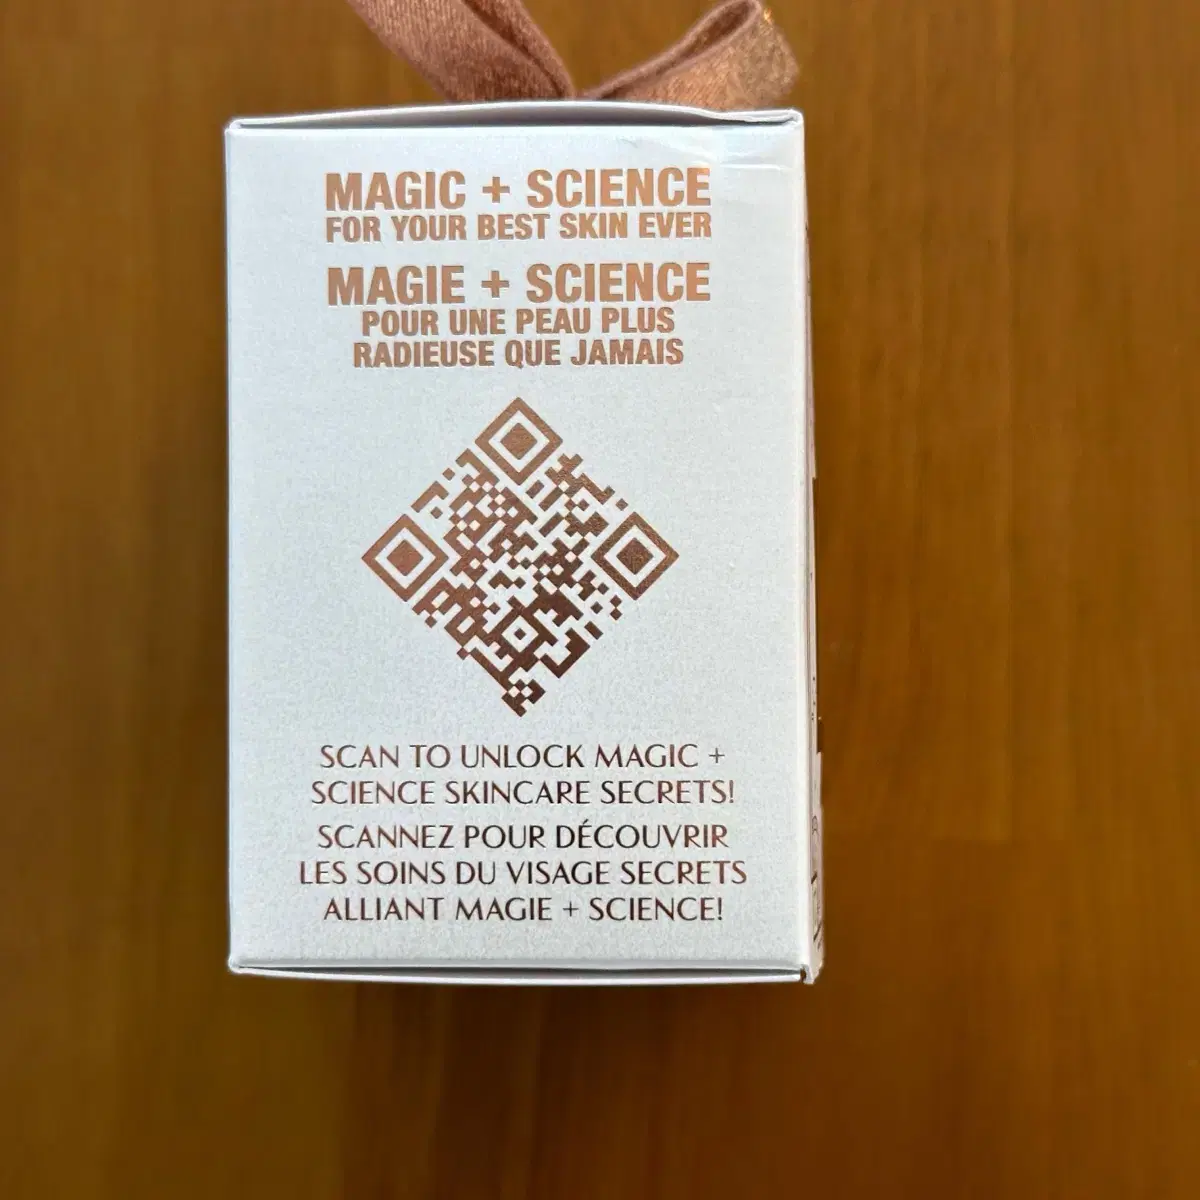 MAGIC + SCIENCE
FOR YOUR BEST SKIN EVER
MAGIE + SCIENCE
POUR UNE PEAU PLUS
RADIEUSE QUE JAMAIS
SCAN TO UNLOCK MAGIC +
SCIENCE SKINCARE SECRETS!
SCANNEZ POUR DÉCOUVRIR
LES SOINS DU VISAGE SECRETS
ALLIANT MAGIE + SCIENCE!